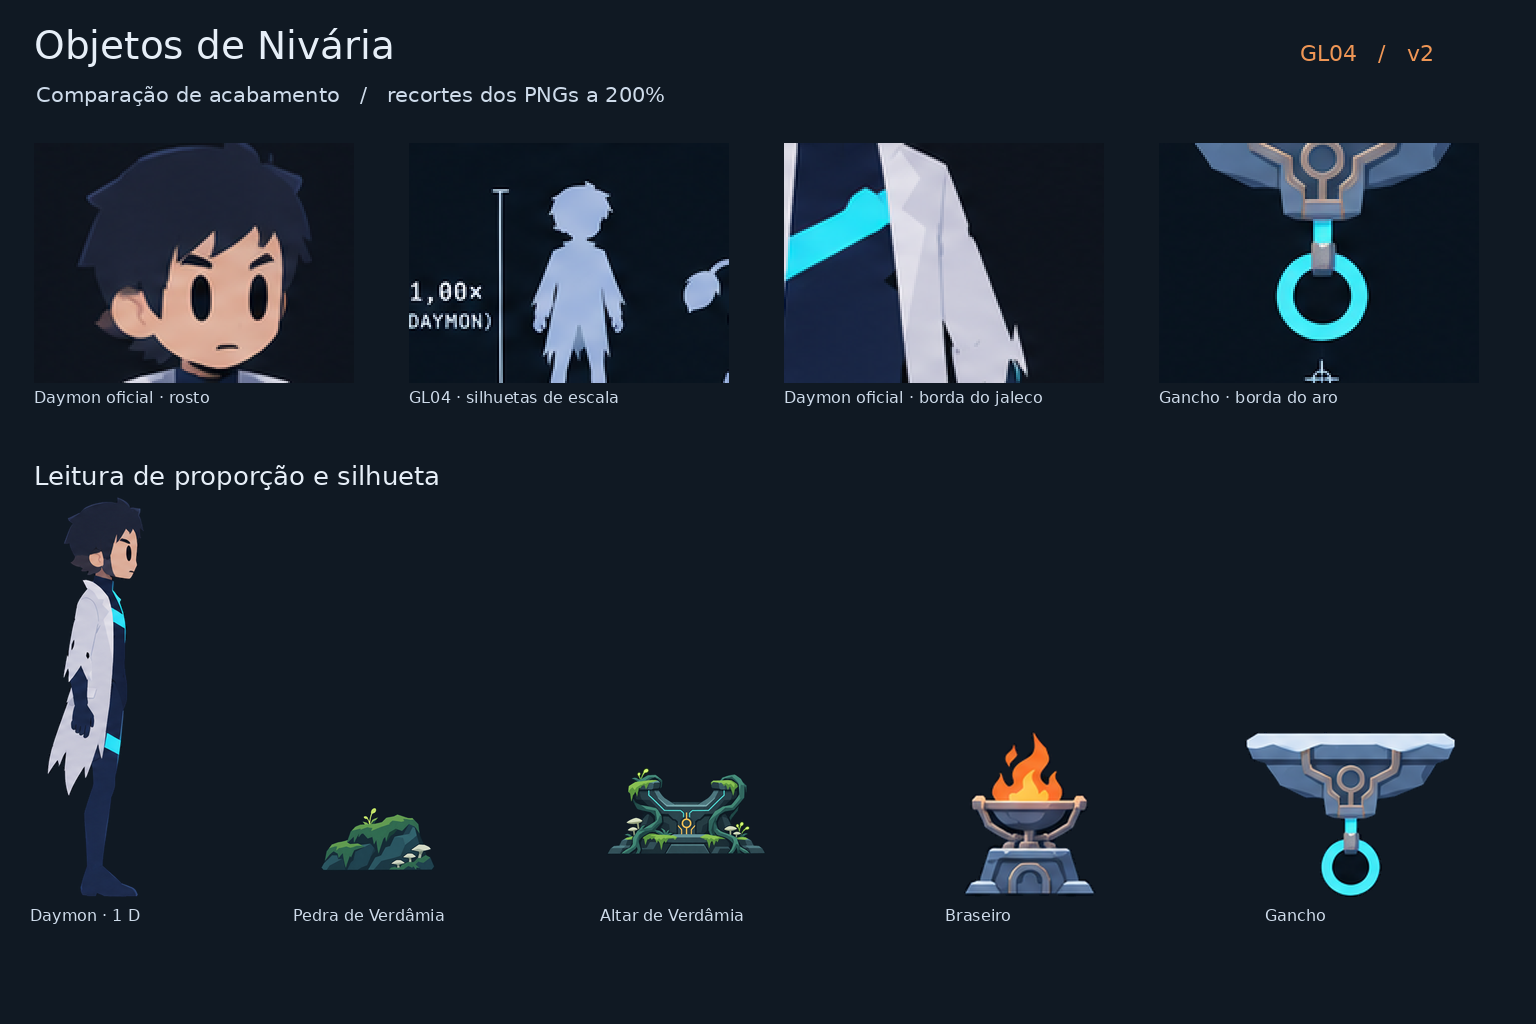 Objetos de Nivária
GL04 / v2
Comparação de acabamento / recortes dos PNGs a 200%
1,00×
DAYMON)
Daymon oficial · rosto
GL04 · silhuetas de escala
Daymon oficial · borda do jaleco
Gancho · borda do aro
Leitura de proporção e silhueta
Daymon · 1 D
Pedra de Verdâmia
Altar de Verdâmia
Braseiro
Gancho